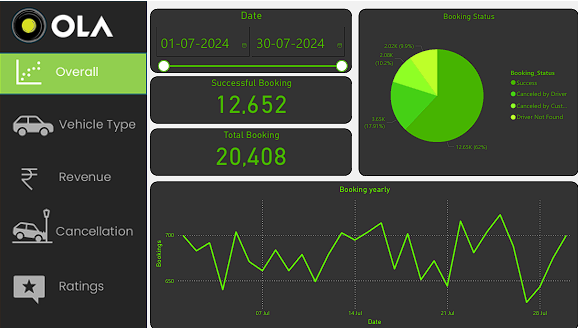 OLA
Overall
Vehicle Type
Revenue
Cancellation
Ratings
Date
01-07-2024
30-07-2024
Successful Booking
12,652
Total Booking
20,408
Booking Status
2.02K (9.9%)
2.08K
(10.2%)
3.65K
(17.91%)
12.65K (62%)
Booking_Status
Success
Canceled by Driver
Canceled by Cust...
Driver Not Found
Booking yearly
Bookings
700
650
07 Jul
14 Jul
21 Jul
28 Jul
Date